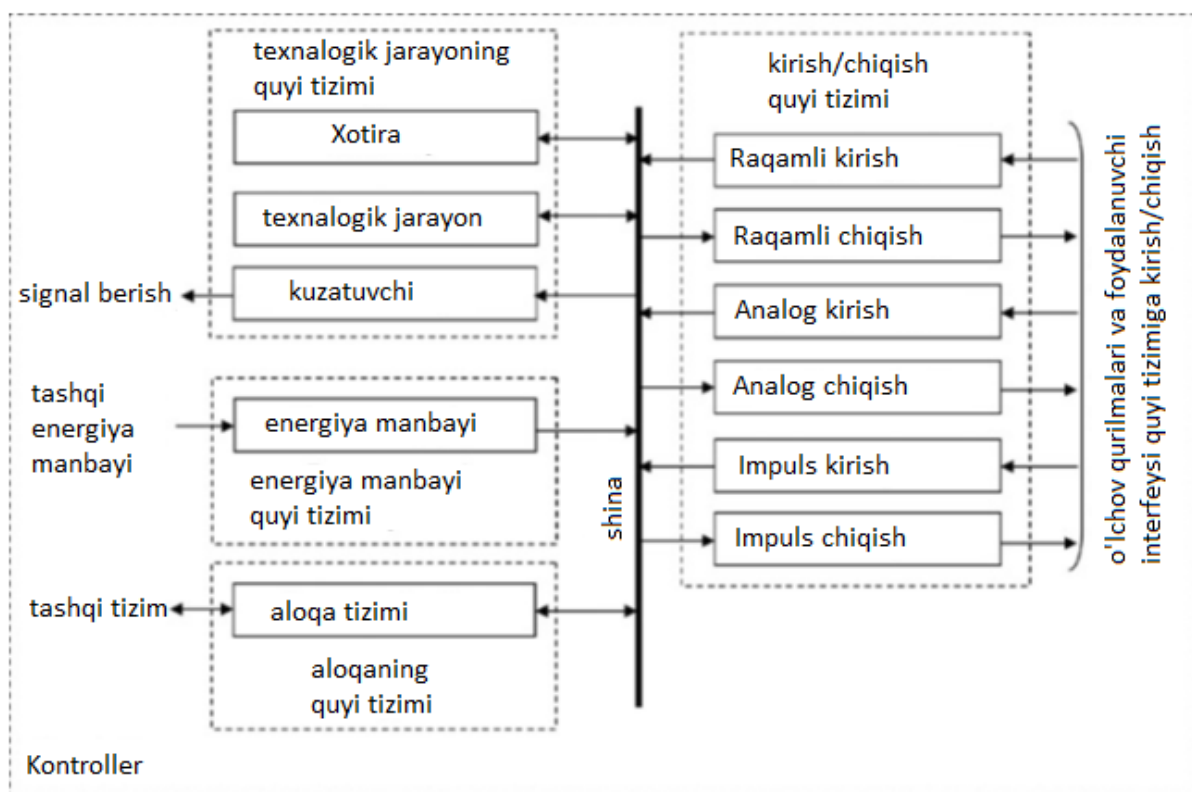 texnalogik jarayoning
quyi tizimi
Xotira
texnalogik jarayon
kuzatuvchi
signal berish
tashqi
energiya
manbayi
energiya manbayi
energiya manbayi
quyi tizimi
tashqi tizim
aloqa tizimi
aloqaning
quyi tizimi
shina
kirish/chiqish
quyi tizimi
Raqamli kirish
Raqamli chiqish
Analog kirish
Analog chiqish
Impuls kirish
Impuls chiqish
o'lchov qurilmalari va foydalanuvchi
interfeysi quyi tizimiga kirish/chiqish
Kontroller